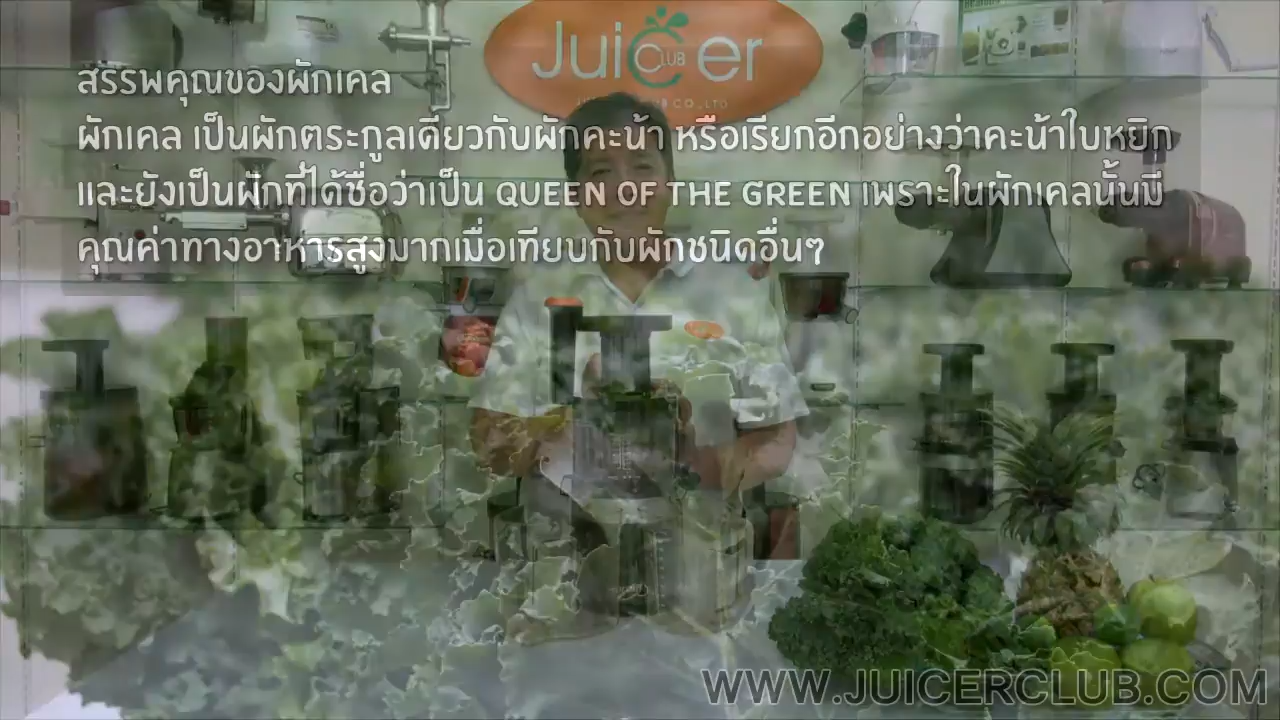 Juicer
CLUB
สรรพคุณของผักเคล
ผักเคล เป็นผักตระกูลเดียวกับผักคะน้า หรือเรียกอีกอย่างว่าคะน้าใบหยิก
และยังเป็นผักที่ได้ชื่อว่าเป็น QUEEN OF THE GREEN เพราะในผักเคลนั้นมี
คุณค่าทางอาหารสูงมากเมื่อเทียบกับผักชนิดอื่นๆ
WWW.JUICERCLUB.COM